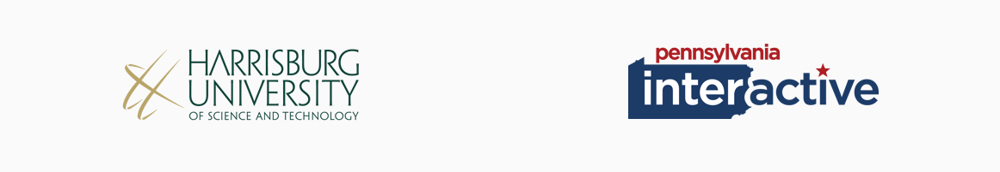 HARRISBURG
UNIVERSITY
OF SCIENCE AND TECHNOLOGY
pennsylvania
interactive